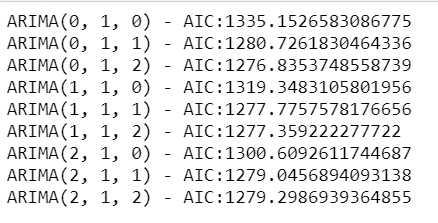 ARIMA(0, 1, 0) - AIC:1335.1526583086775
ARIMA(0, 1, 1) - AIC:1280.7261830464336
ARIMA(0, 1, 2) - AIC:1276.8353748558739
ARIMA(1, 1, 0) - AIC:1319.3483105801956
ARIMA(1, 1, 1) - AIC:1277.7757578176656
ARIMA(1, 1, 2) - AIC:1277.359222277722
ARIMA(2, 1, 0) - AIC:1300.6092611744687
ARIMA(2, 1, 1) - AIC:1279.0456894093138
ARIMA(2, 1, 2) - AIC:1279.2986939364855